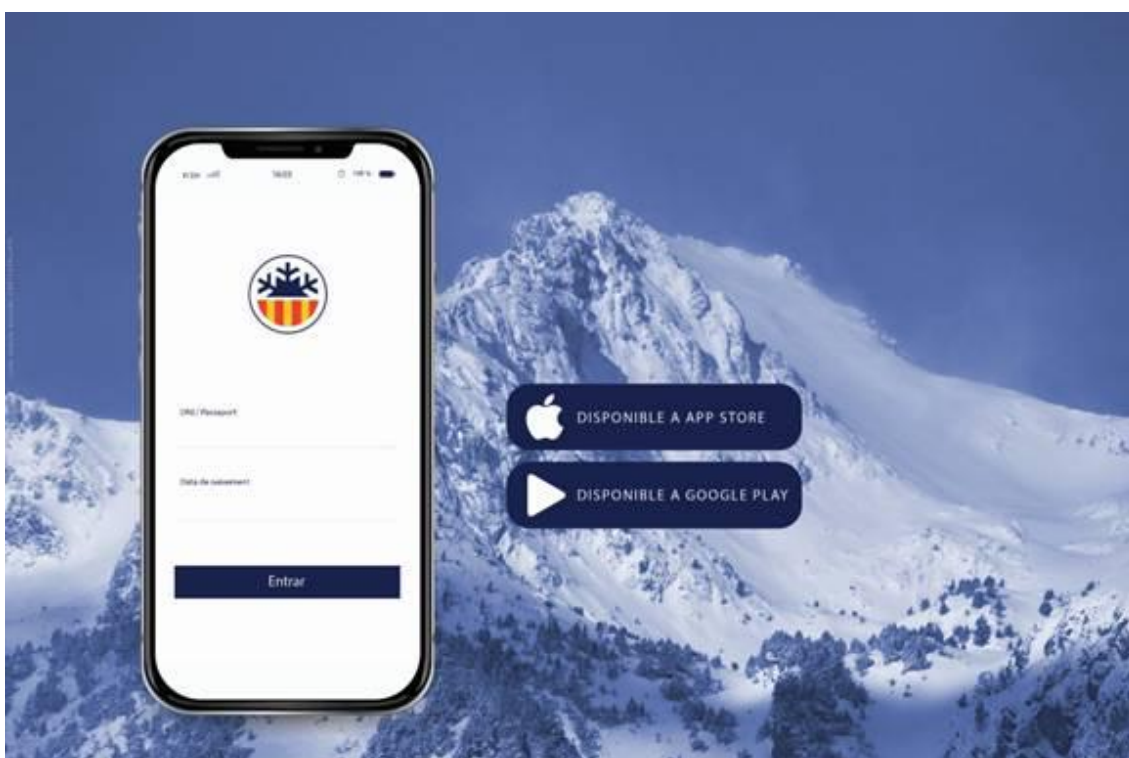 DNI/ Passaport
Data de naixement
Entrar
DISPONIBLE A APP STORE
DISPONIBLE A GOOGLE PLAY